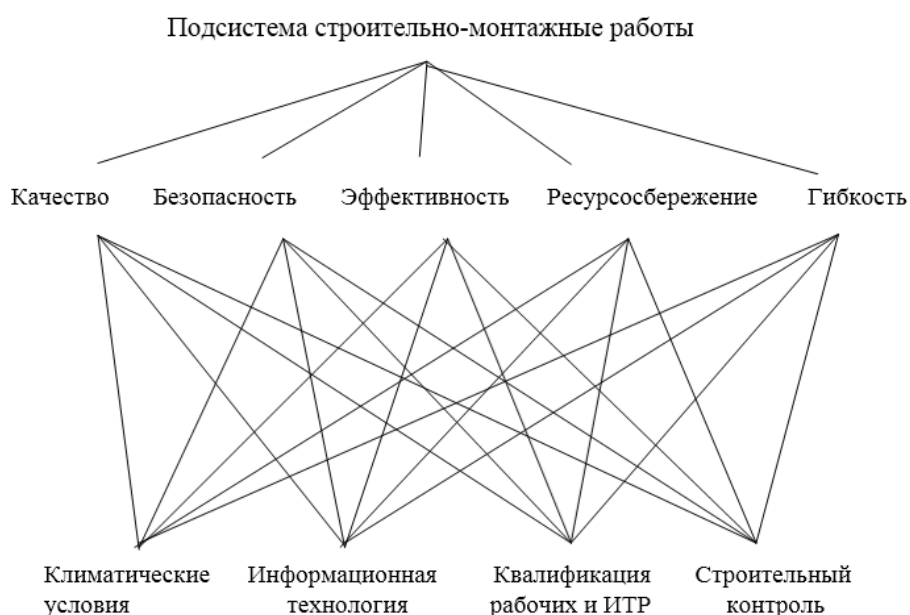 Подсистема строительно-монтажные работы
Качество Безопасность Эффективность Ресурсосбережение Гибкость
Климатические условия
Информационная технология
Квалификация рабочих и ИТР
Строительный контроль